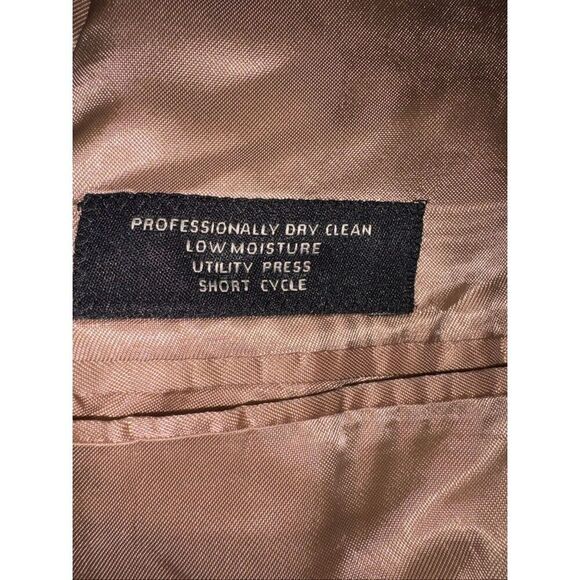 PROFESSIONALLY DRY CLEAN
LOW MOISTURE
UTILITY PRESS
SHORT CYCLE